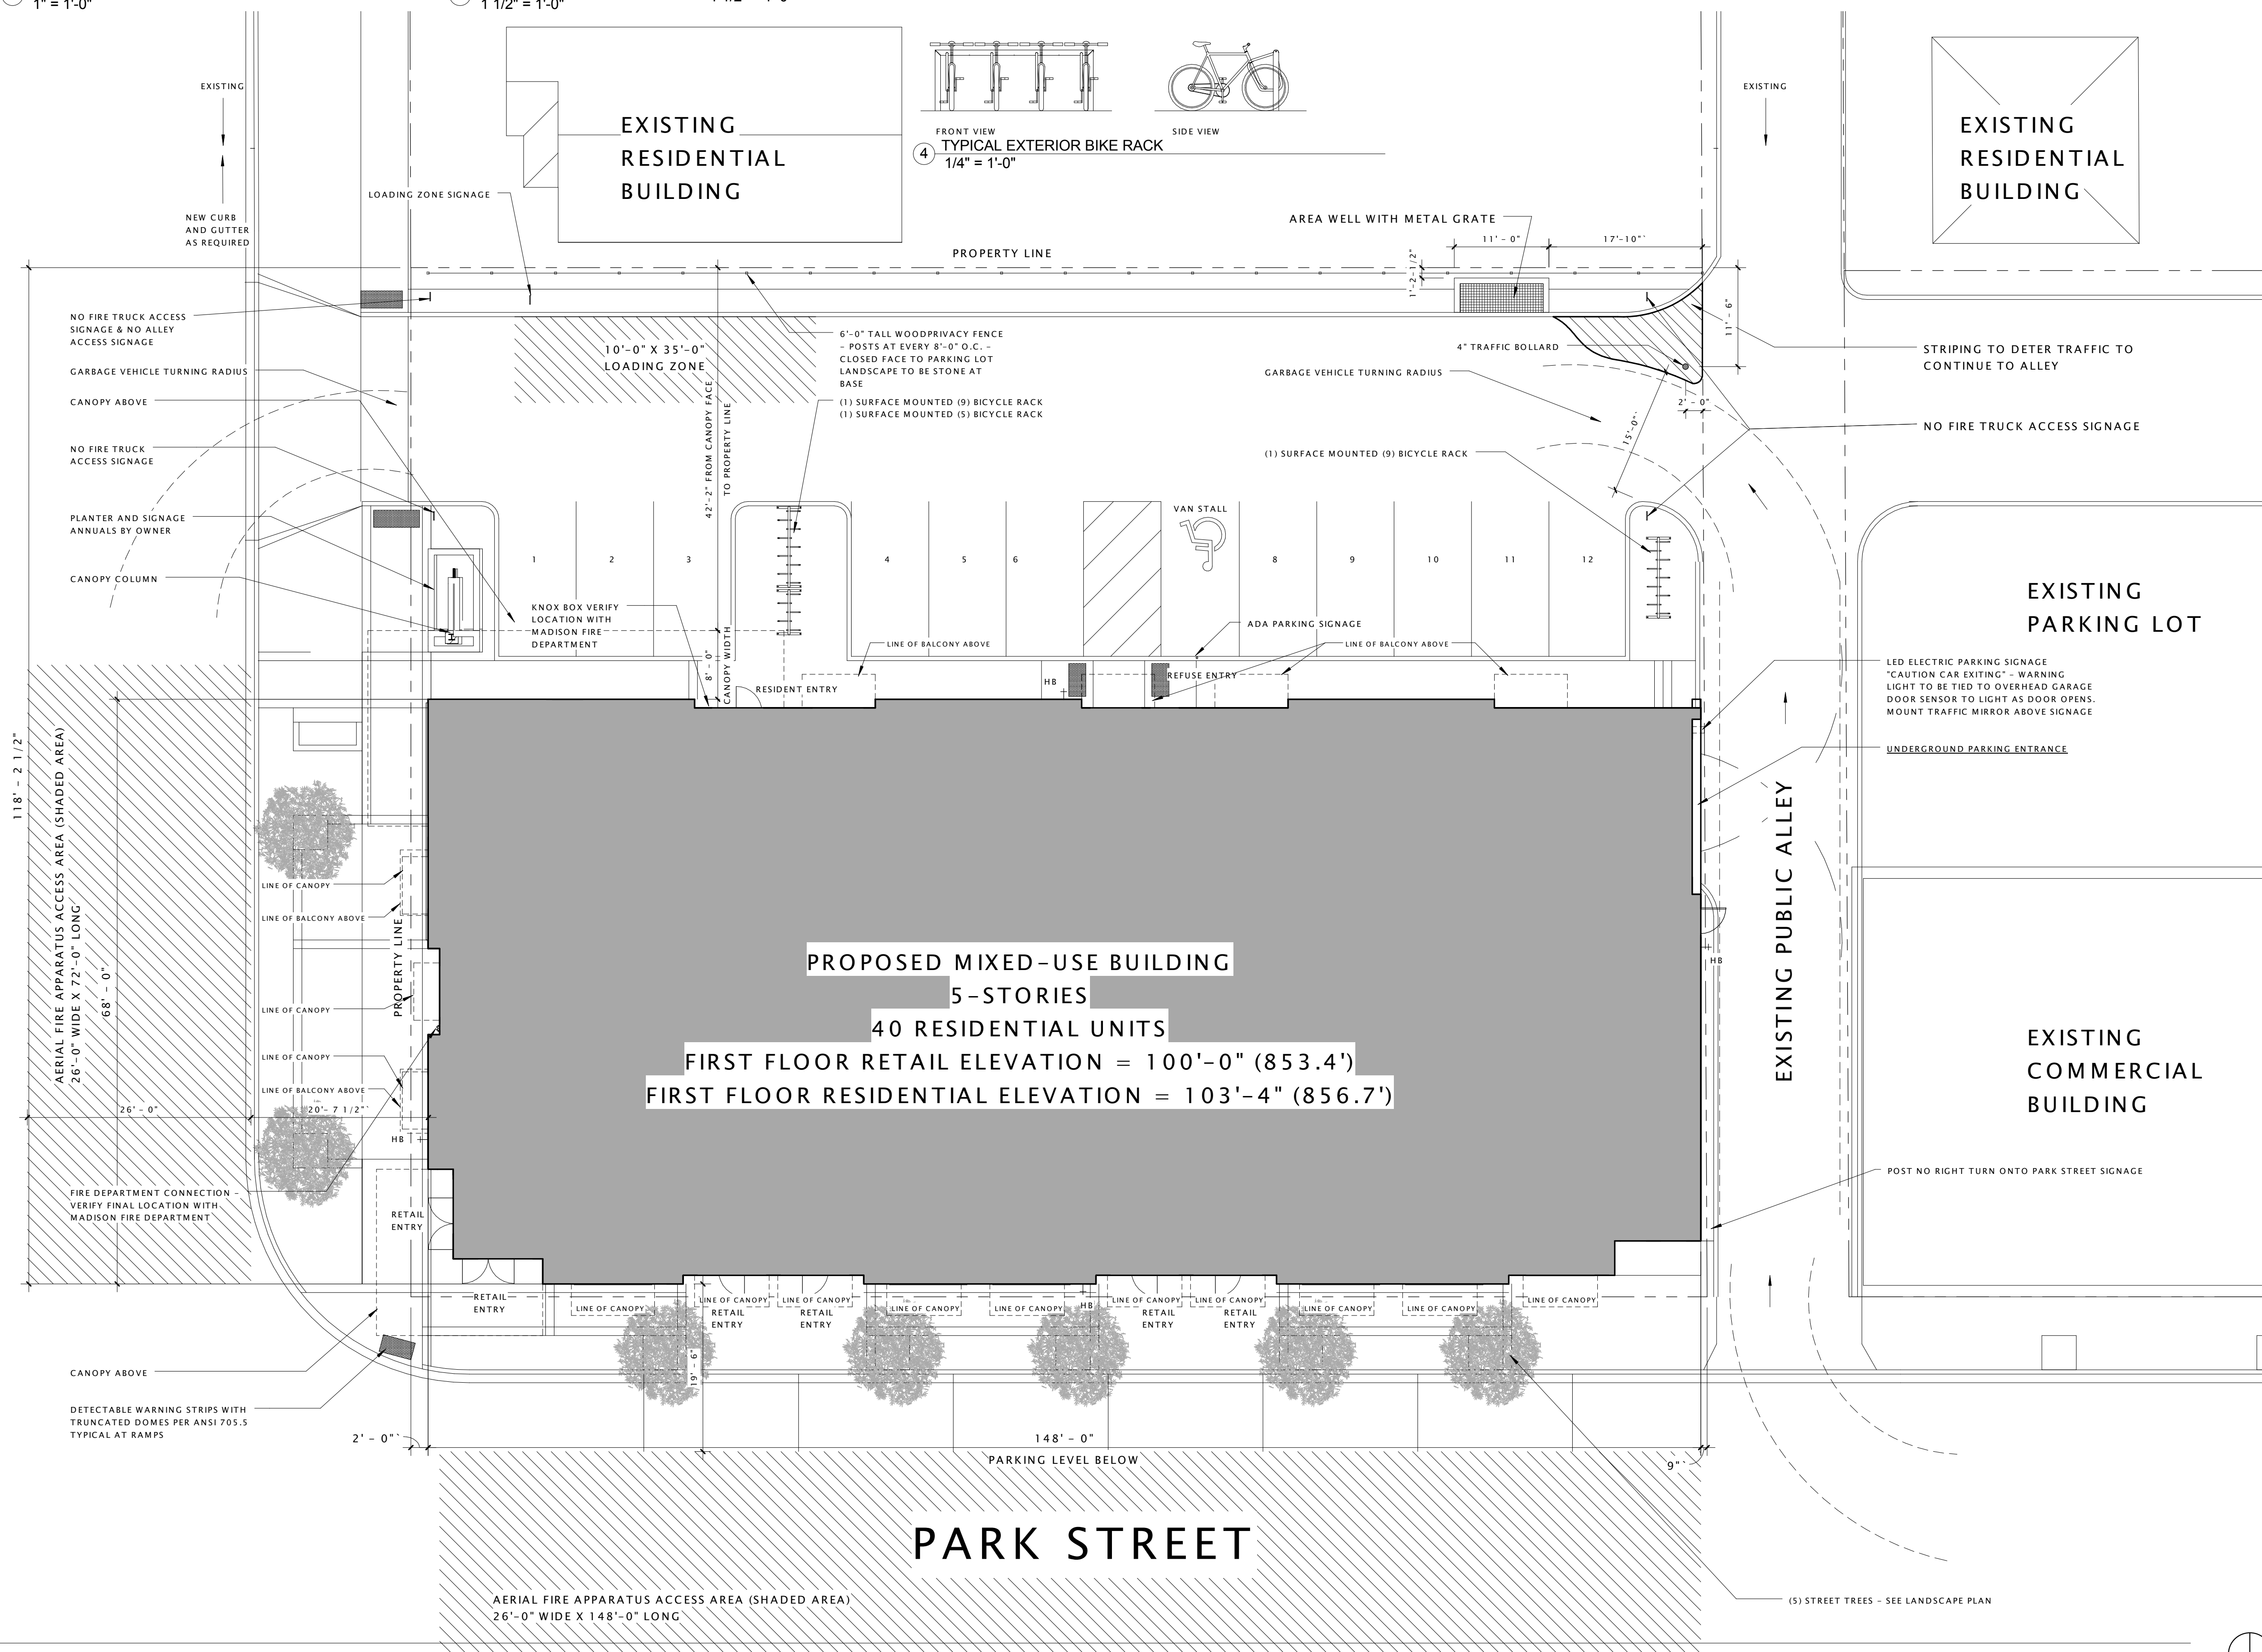 1" = 1'-0"
1 1/2" = 1'-0"
EXISTING
NEW CURB
AND GUTTER
AS REQUIRED
EXISTING
RESIDENTIAL
BUILDING
FRONT VIEW
SIDE VIEW
4
TYPICAL EXTERIOR BIKE RACK
1/4" = 1'-0"
EXISTING
EXISTING
RESIDENTIAL
BUILDING
LOADING ZONE SIGNAGE
AREA WELL WITH METAL GRATE
11' - 0"
17'-10"`
PROPERTY LINE
1'-2-1/2"
11' - 6"
NO FIRE TRUCK ACCESS
SIGNAGE & NO ALLEY
ACCESS SIGNAGE
GARBAGE VEHICLE TURNING RADIUS
CANOPY ABOVE
NO FIRE TRUCK
ACCESS SIGNAGE
PLANTER AND SIGNAGE
ANNUALS BY OWNER
CANOPY COLUMN
10'-0" X 35'-0"
LOADING ZONE
6'-0" TALL WOODPRIVACY FENCE
- POSTS AT EVERY 8'-0" O.C. -
CLOSED FACE TO PARKING LOT
LANDSCAPE TO BE STONE AT
BASE
(1) SURFACE MOUNTED (9) BICYCLE RACK
(1) SURFACE MOUNTED (5) BICYCLE RACK
42'-2" FROM CANOPY FACE
TO PROPERTY LINE
4" TRAFFIC BOLLARD
GARBAGE VEHICLE TURNING RADIUS
2' - 0"
15'-0"`
STRIPING TO DETER TRAFFIC TO
CONTINUE TO ALLEY
NO FIRE TRUCK ACCESS SIGNAGE
(1) SURFACE MOUNTED (9) BICYCLE RACK
VAN STALL
1
2
3
4
5
6
8
9
10
11
12
EXISTING
PARKING LOT
KNOX BOX VERIFY
LOCATION WITH
MADISON FIRE
DEPARTMENT
8' - 0"
CANOPY WIDTH
LINE OF BALCONY ABOVE
ADA PARKING SIGNAGE
LINE OF BALCONY ABOVE
RESIDENT ENTRY
HB
REFUSE ENTRY
LED ELECTRIC PARKING SIGNAGE
"CAUTION CAR EXITING" - WARNING
LIGHT TO BE TIED TO OVERHEAD GARAGE
DOOR SENSOR TO LIGHT AS DOOR OPENS.
MOUNT TRAFFIC MIRROR ABOVE SIGNAGE
UNDERGROUND PARKING ENTRANCE
118' - 2 1/2"
AERIAL FIRE APPARATUS ACCESS AREA (SHADED AREA)
26'-0" WIDE X 72'-0" LONG
68' - 0"
LINE OF CANOPY
LINE OF BALCONY ABOVE
PROPERTY LINE
LINE OF CANOPY
LINE OF CANOPY
LINE OF BALCONY ABOVE
26' - 0"
20'- 7 1/2"`
HB
PROPOSED MIXED-USE BUILDING
5-STORIES
40 RESIDENTIAL UNITS
FIRST FLOOR RETAIL ELEVATION = 100'-0" (853.4')
FIRST FLOOR RESIDENTIAL ELEVATION = 103'-4" (856.7')
HB
EXISTING PUBLIC ALLEY
EXISTING
COMMERCIAL
BUILDING
POST NO RIGHT TURN ONTO PARK STREET SIGNAGE
FIRE DEPARTMENT CONNECTION -
VERIFY FINAL LOCATION WITH
MADISON FIRE DEPARTMENT
RETAIL
ENTRY
RETAIL
ENTRY
LINE OF CANOPY
LINE OF CANOPY
RETAIL
ENTRY
LINE OF CANOPY
RETAIL
ENTRY
LINE OF CANOPY
LINE OF CANOPY
HB
LINE OF CANOPY
RETAIL
ENTRY
LINE OF CANOPY
RETAIL
ENTRY
LINE OF CANOPY
LINE OF CANOPY
LINE OF CANOPY
19' - 6"
CANOPY ABOVE
DETECTABLE WARNING STRIPS WITH
TRUNCATED DOMES PER ANSI 705.5
TYPICAL AT RAMPS
2' - 0"`
148' - 0"
PARKING LEVEL BELOW
9"`
PARK STREET
AERIAL FIRE APPARATUS ACCESS AREA (SHADED AREA)
26'-0" WIDE X 148'-0" LONG
(5) STREET TREES - SEE LANDSCAPE PLAN